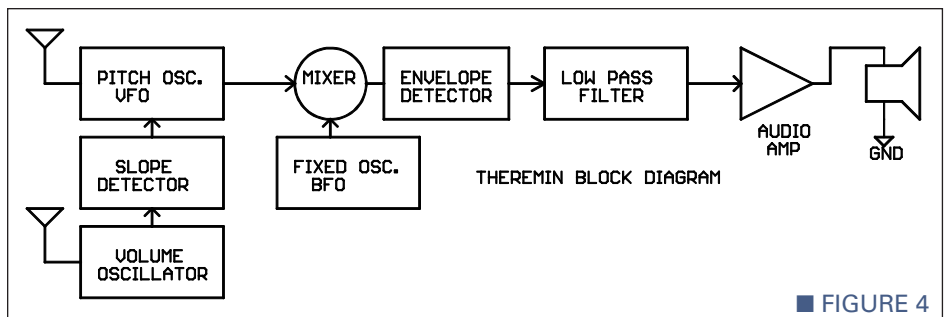 PITCH OSC.
VFO
MIXER
ENVELOPE
DETECTOR
LOW PASS
FILTER
AUDIO
AMP
GND
SLOPE
DETECTOR
FIXED OSC.
BFO
THEREMIN BLOCK DIAGRAM
VOLUME
OSCILLATOR
■ FIGURE 4